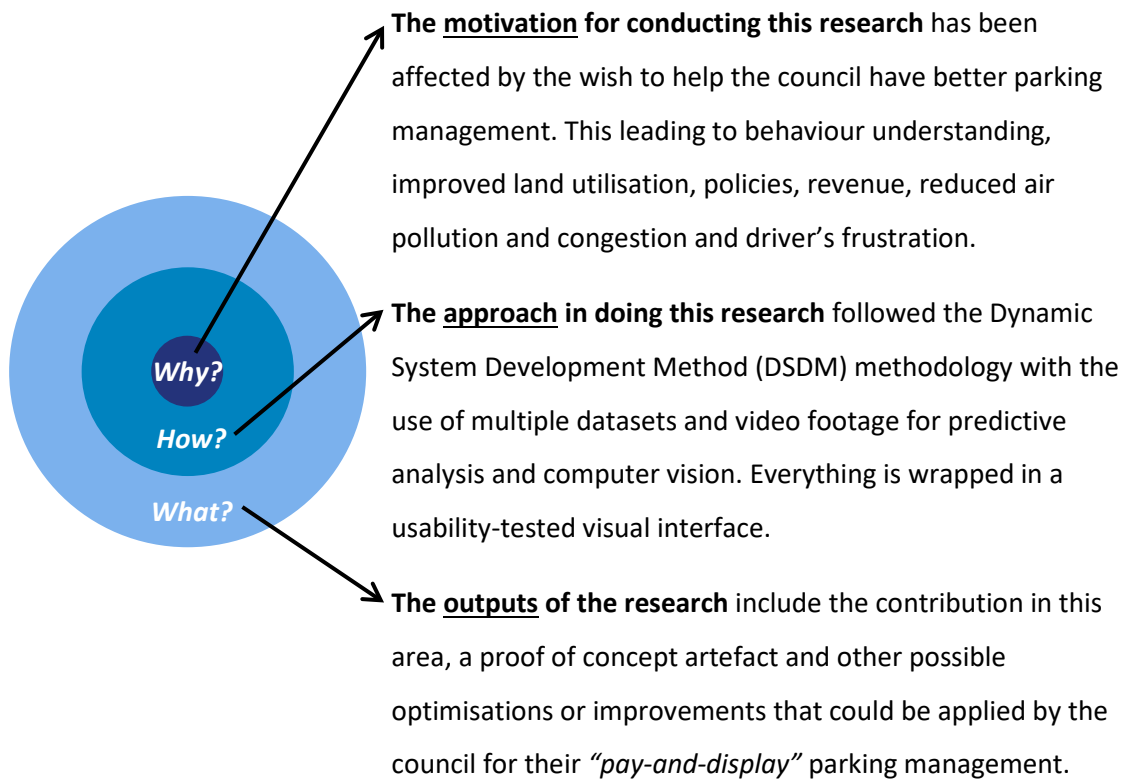 The motivation for conducting this research has been
affected by the wish to help the council have better parking
management. This leading to behaviour understanding,
improved land utilisation, policies, revenue, reduced air
pollution and congestion and driver's frustration.
Why?
How?
What?
The approach in doing this research followed the Dynamic
System Development Method (DSDM) methodology with the
use of multiple datasets and video footage for predictive
analysis and computer vision. Everything is wrapped in a
usability-tested visual interface.
The outputs of the research include the contribution in this
area, a proof of concept artefact and other possible
optimisations or improvements that could be applied by the
council for their “pay-and-display” parking management.